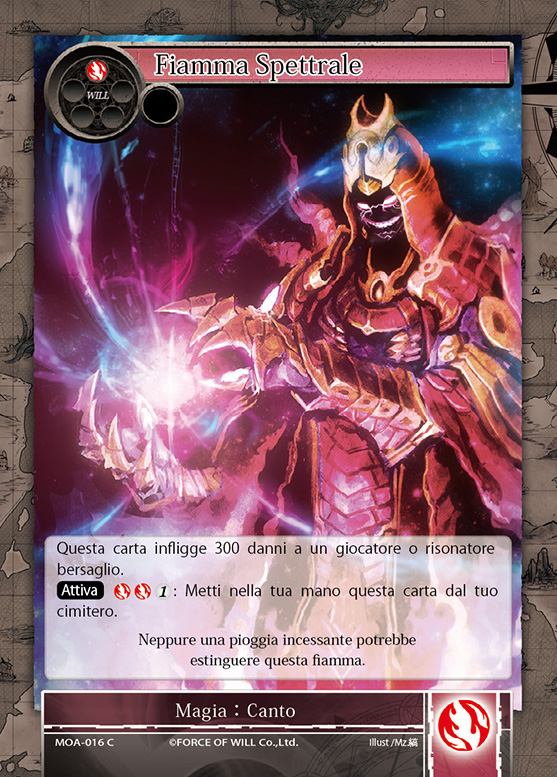 Fiamma Spettrale
WILL
Questa carta infligge 300 danni a un giocatore o risonatore
bersaglio.
Attiva 1 : Metti nella tua mano questa carta dal tuo
cimitero.
Neppure una pioggia incessante potrebbe
estinguere questa fiamma.
Magia : Canto
MOA-016 C ©FORCE OF WILL Co.,Ltd. Illust /Mz.縞